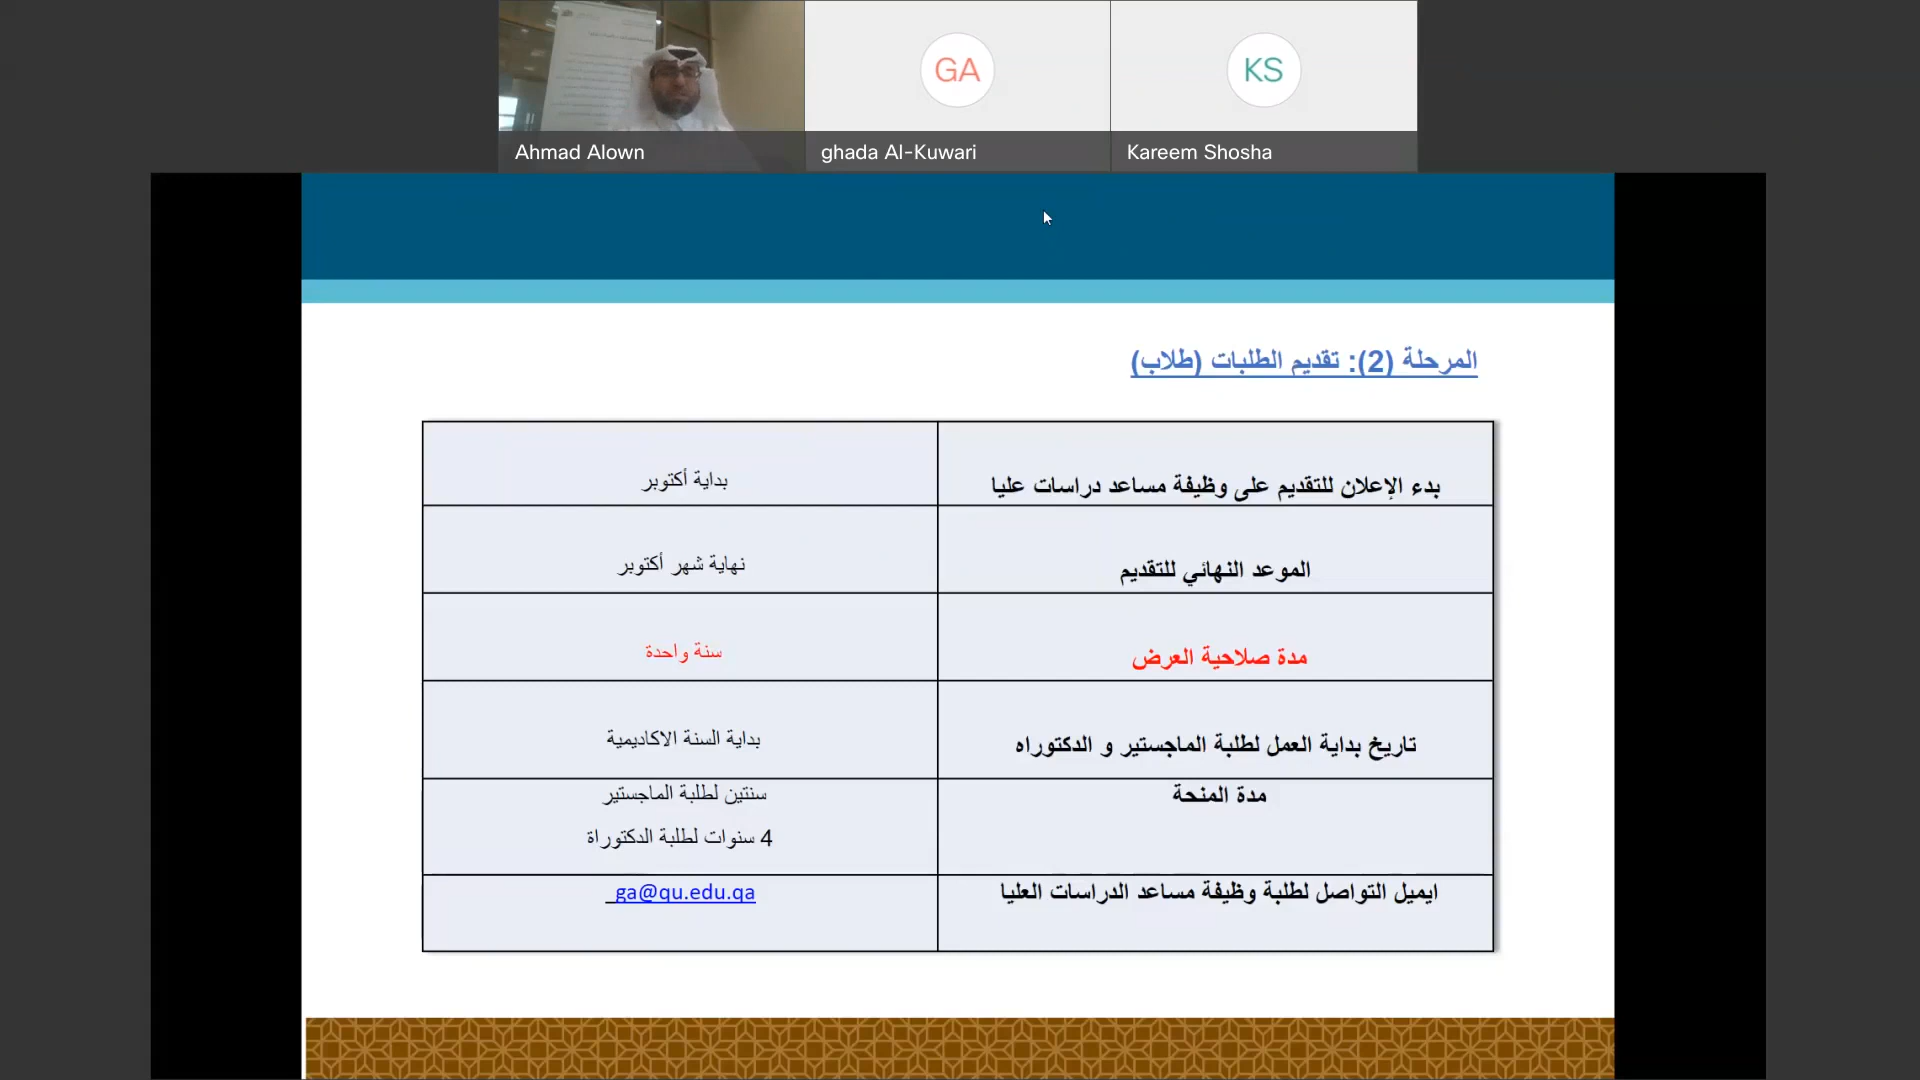 Ahmad Alown
GA
ghada Al-Kuwari
KS
Kareem Shosha
المرحلة (2): تقديم الطلبات (طلاب)
بدء الإعلان للتقديم على وظيفة مساعد دراسات عليا
بداية أكتوبر
الموعد النهائي للتقديم
نهاية شهر أكتوبر
مدة صلاحية العرض
سنة واحدة
تاريخ بداية العمل لطلبة الماجستير و الدكتوراه
بداية السنة الاكاديمية
مدة المنحة
سنتين لطلبة الماجستير
4 سنوات لطلبة الدكتوراة
ايميل التواصل لطلبة وظيفة مساعد الدراسات العليا
ga@qu.edu.qa